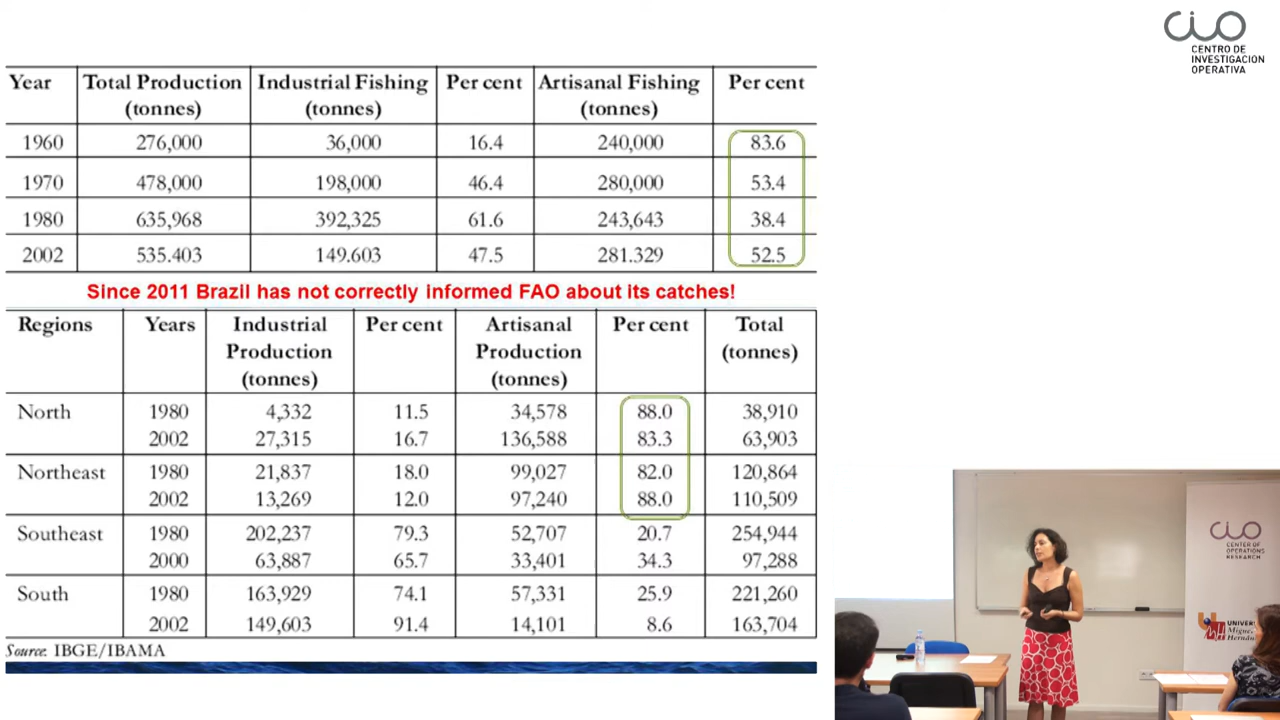 CIO
CENTRO DE
INVESTIGACION
OPERATIVA
Year Total Production (tonnes) Industrial Fishing (tonnes) Per cent Artisanal Fishing (tonnes) Per cent
1960 276,000 36,000 16.4 240,000 83.6
1970 478,000 198,000 46.4 280,000 53.4
1980 635,968 392,325 61.6 243,643 38.4
2002 535.403 149.603 47.5 281.329 52.5
Since 2011 Brazil has not correctly informed FAO about its catches!
Regions Years Industrial Production (tonnes) Per cent Artisanal Production (tonnes) Per cent Total (tonnes)
North 1980 4,332 11.5 34,578 88.0 38,910
2002 27,315 16.7 136,588 83.3 63,903
Northeast 1980 21,837 18.0 99,027 82.0 120,864
2002 13,269 12.0 97,240 88.0 110,509
Southeast 1980 202,237 79.3 52,707 20.7 254,944
2000 63,887 65.7 33,401 34.3 97,288
South 1980 163,929 74.1 57,331 25.9 221,260
2002 149,603 91.4 14,101 8.6 163,704
Source: IBGE/IBAMA
CIO
CENTER OF
OPERATIONS
RESEARCH
UNIVER
Migue
Herná